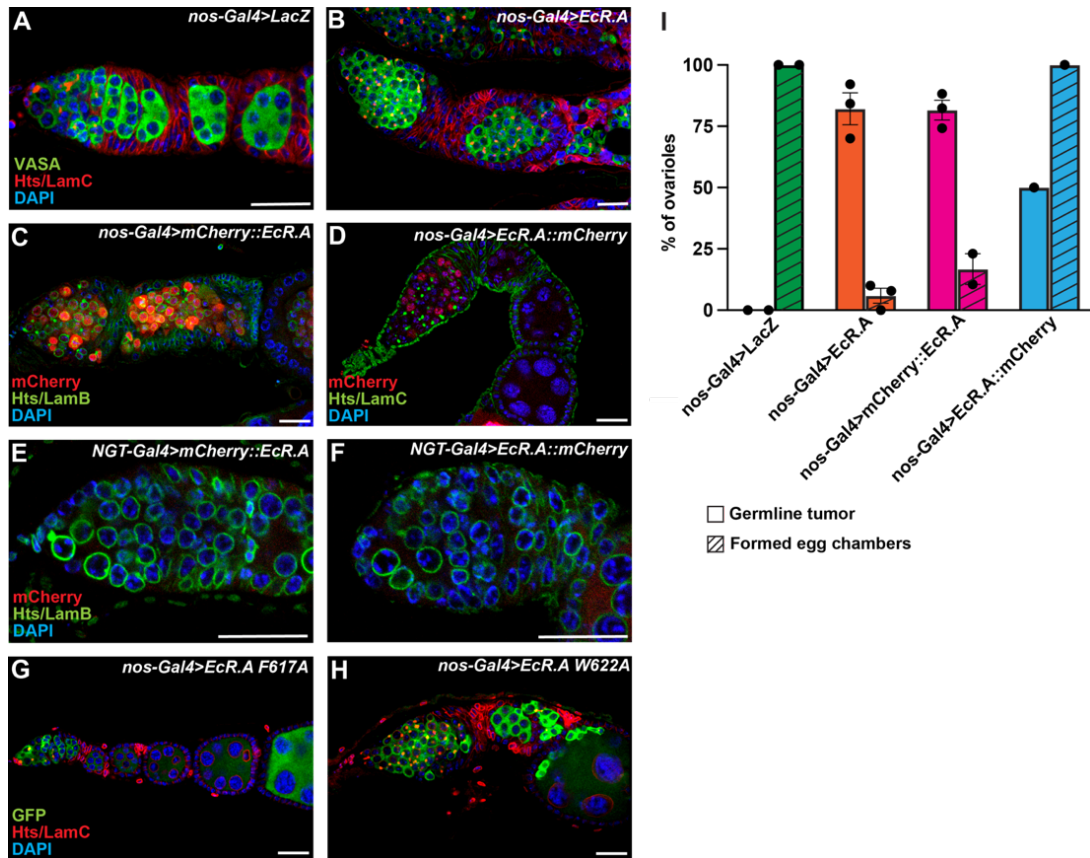 A
nos-Gal4>LacZ
VASA
Hts/LamC
DAPI
B
nos-Gal4>EcR.A
C
nos-Gal4>mCherry::EcR.A
mCherry
Hts/LamB
DAPI
D
nos-Gal4>EcR.A::mCherry
mCherry
Hts/LamC
DAPI
E
NGT-Gal4>mCherry::EcR.A
mCherry
Hts/LamB
DAPI
F
NGT-Gal4>EcR.A::mCherry
G
nos-Gal4>EcR.A F617A
GFP
Hts/LamC
DAPI
H
nos-Gal4>EcR.A W622A
I
% of ovarioles
100
75
50
25
0
nos-Gal4>LacZ
nos-Gal4>EcR.A
nos-Gal4>mCherry::EcR.A
nos-Gal4>EcR.A::mCherry
Germline tumor
Formed egg chambers